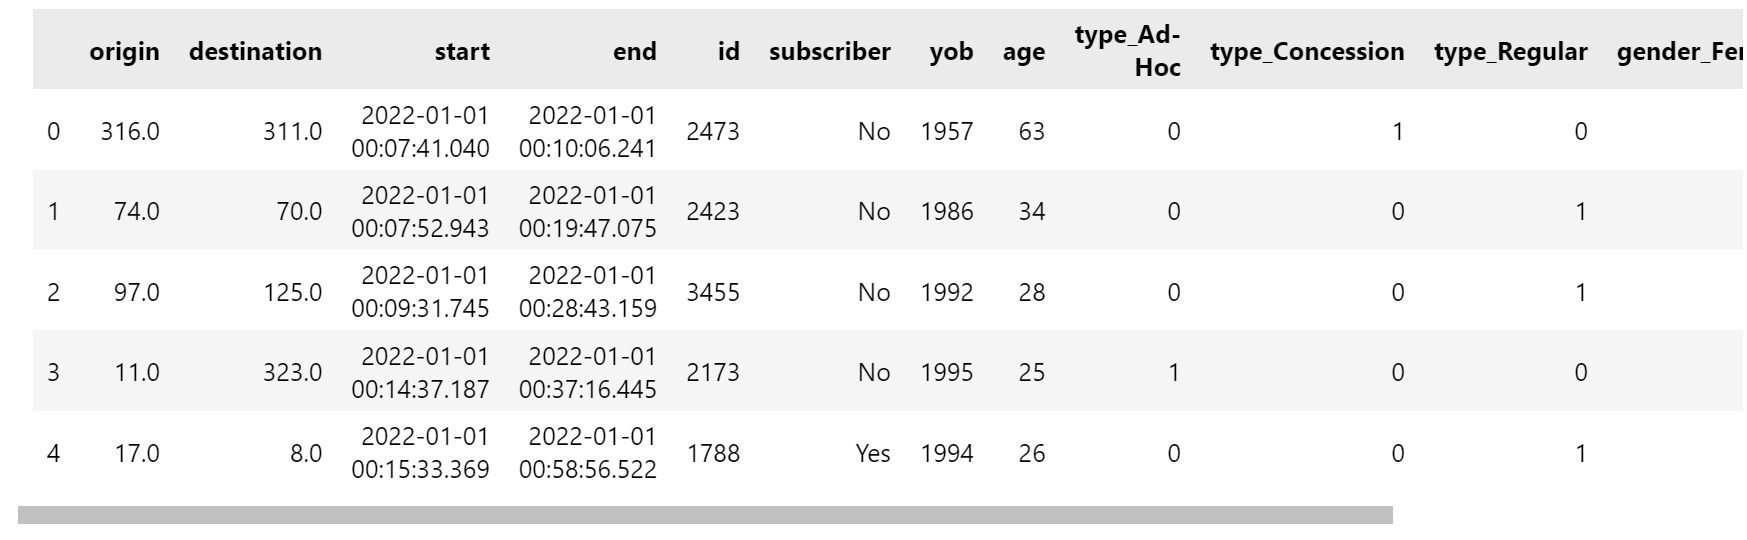 origin destination start end id subscriber yob age type_Ad-Hoc type_Concession type_Regular gender_Fer
0 316.0 311.0 2022-01-01 00:07:41.040 2022-01-01 00:10:06.241 2473 No 1957 63 0 1 0
1 74.0 70.0 2022-01-01 00:07:52.943 2022-01-01 00:19:47.075 2423 No 1986 34 0 0 1
2 97.0 125.0 2022-01-01 00:09:31.745 2022-01-01 00:28:43.159 3455 No 1992 28 0 0 1
3 11.0 323.0 2022-01-01 00:14:37.187 2022-01-01 00:37:16.445 2173 No 1995 25 1 0 0
4 17.0 8.0 2022-01-01 00:15:33.369 2022-01-01 00:58:56.522 1788 Yes 1994 26 0 0 1